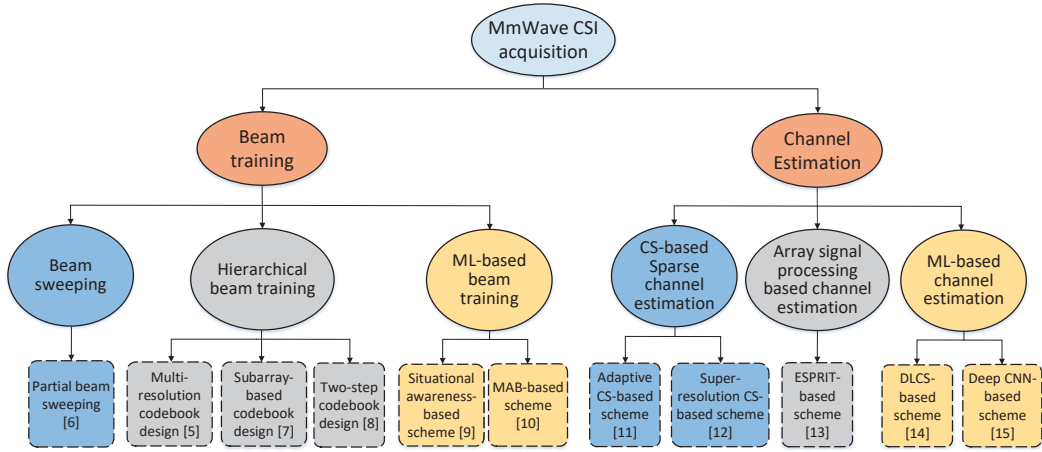 MmWave CSI
acquisition
Beam
training
Channel
Estimation
Beam
sweeping
Hierarchical
beam training
ML-based
beam
training
CS-based
Sparse
channel
estimation
Array signal
processing
based channel
estimation
ML-based
channel
estimation
Partial beam
sweeping
[6]
Multi-
resolution
codebook
design [5]
Subarray-
based
codebook
design [7]
Two-step
codebook
design [8]
Situational
awareness-
based
scheme [9]
MAB-based
scheme
[10]
Adaptive
CS-based
scheme
[11]
Super-
resolution CS-
based scheme
[12]
ESPRIT-
based
scheme
[13]
DLCS-
based
scheme
[14]
Deep CNN-
based
scheme
[15]